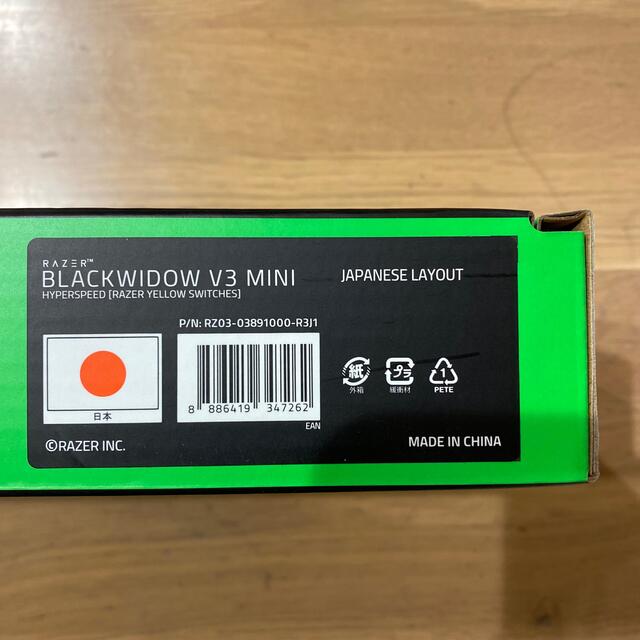 RAZER™
BLACKWIDOW V3 MINI
HYPERSPEED [RAZER YELLOW SWITCHES]
JAPANESE LAYOUT
P/N: RZ03-03891000-R3J1
日本
8 886419 347262
EAN
紙
外箱
プラ
緩衝材
1
PETE
©RAZER INC.
MADE IN CHINA